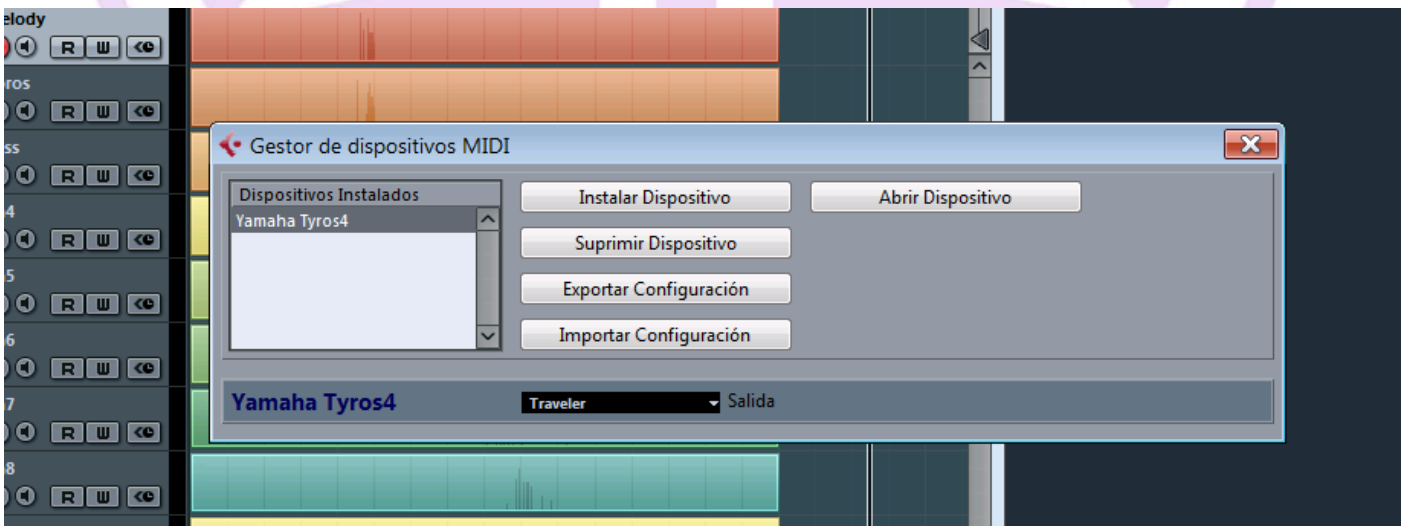 elody
R W
ros
R W
ss
R W
4
R W
5
R W
6
R W
7
R W
8
R W
Gestor de dispositivos MIDI
Dispositivos Instalados
Yamaha Tyros4
Instalar Dispositivo
Abrir Dispositivo
Suprimir Dispositivo
Exportar Configuración
Importar Configuración
Yamaha Tyros4
Traveler
Salida